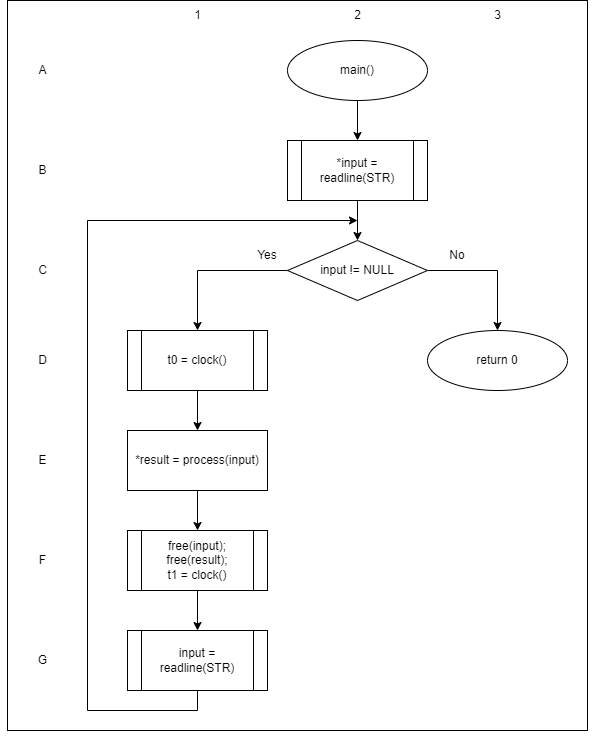 1 2 3
A
main()
B
*input =
readline(STR)
Yes
No
C
input != NULL
D
t0 = clock()
return 0
E
*result = process(input)
F
free(input);
free(result);
t1 = clock()
G
input =
readline(STR)